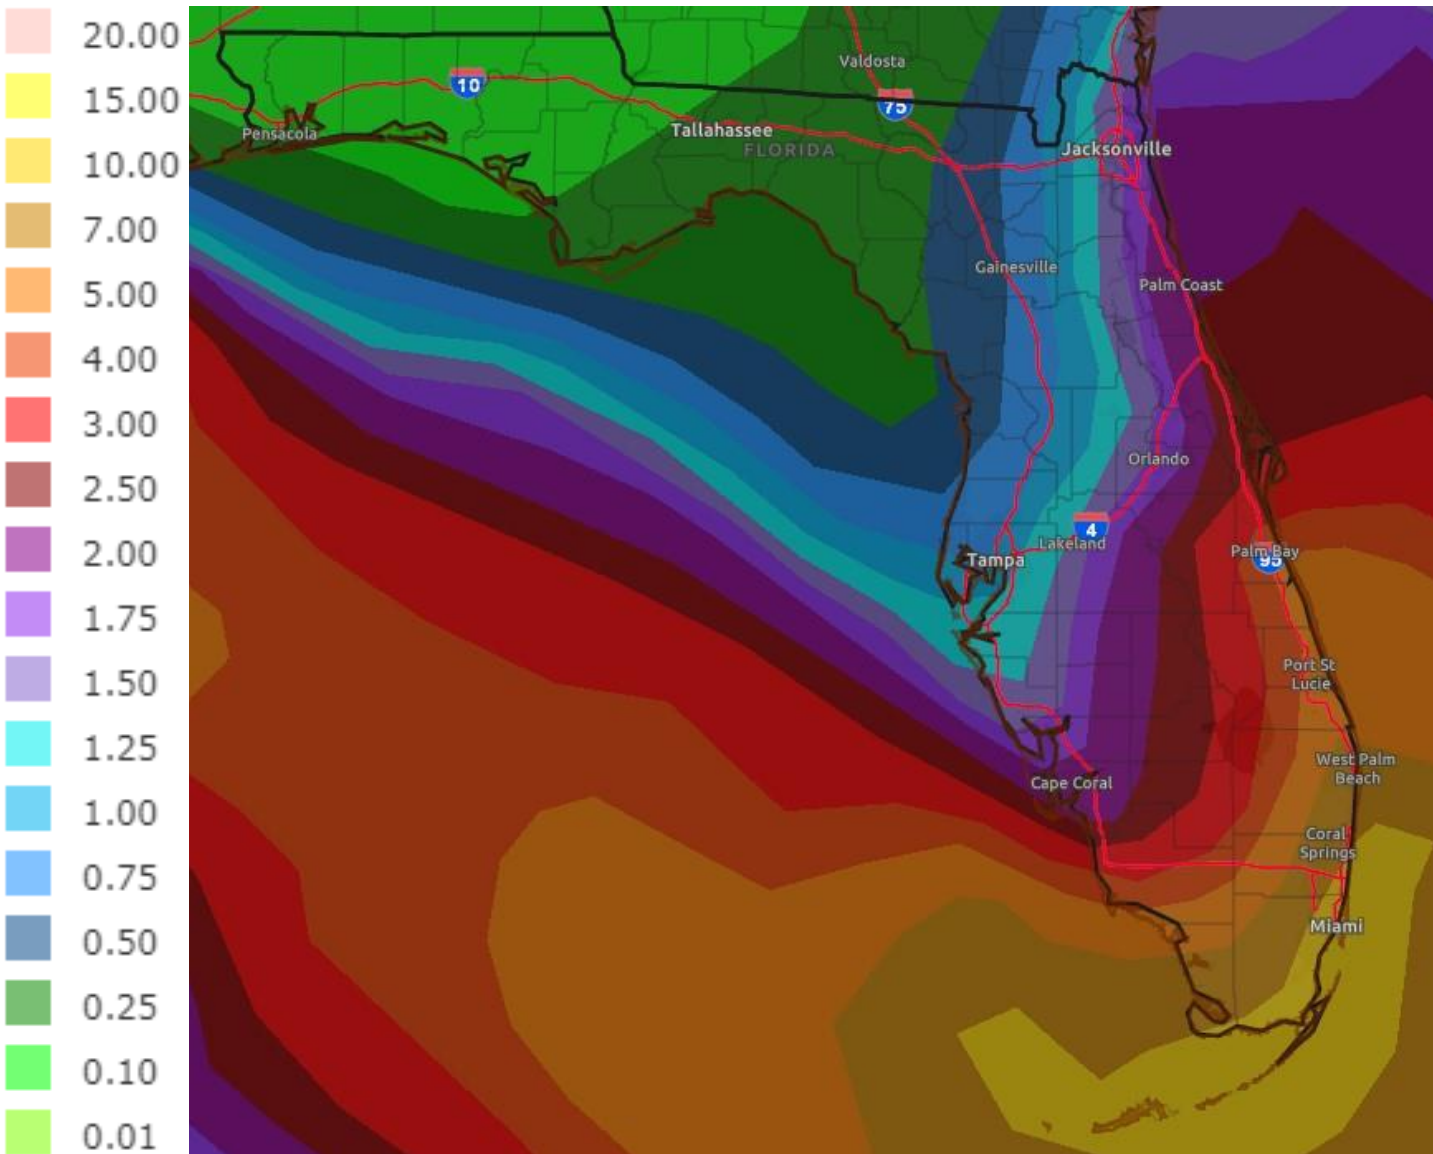 20.00
15.00
10.00
7.00
5.00
4.00
3.00
2.50
2.00
1.75
1.50
1.25
1.00
0.75
0.50
0.25
0.10
0.01
Valdosta
10
75
Pensacola
Tallahassee
FLORIDA
Jacksonville
Gainesville
Palm Coast
Orlando
4
Lakeland
Tampa
Palm Bay
95
Port St
Lucie
West Palm
Beach
Cape Coral
Coral
Springs
Miami